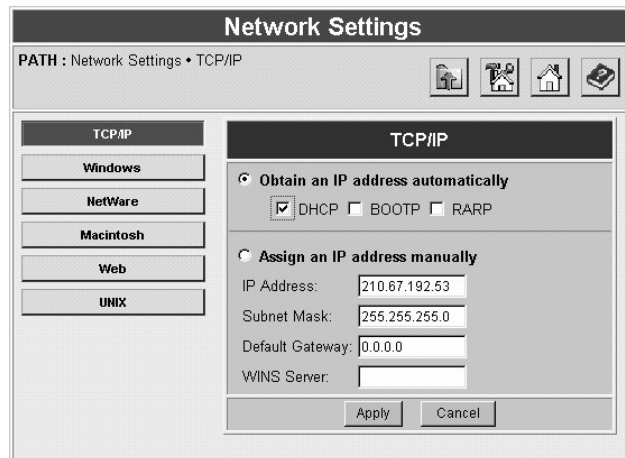 Network Settings
PATH : Network Settings • TCP/IP
TCP/IP
Windows
NetWare
Macintosh
Web
UNIX
TCP/IP
Obtain an IP address automatically
DHCP BOOTP RARP
Assign an IP address manually
IP Address: 210.67.192.53
Subnet Mask: 255.255.255.0
Default Gateway: 0.0.0.0
WINS Server:
Apply Cancel